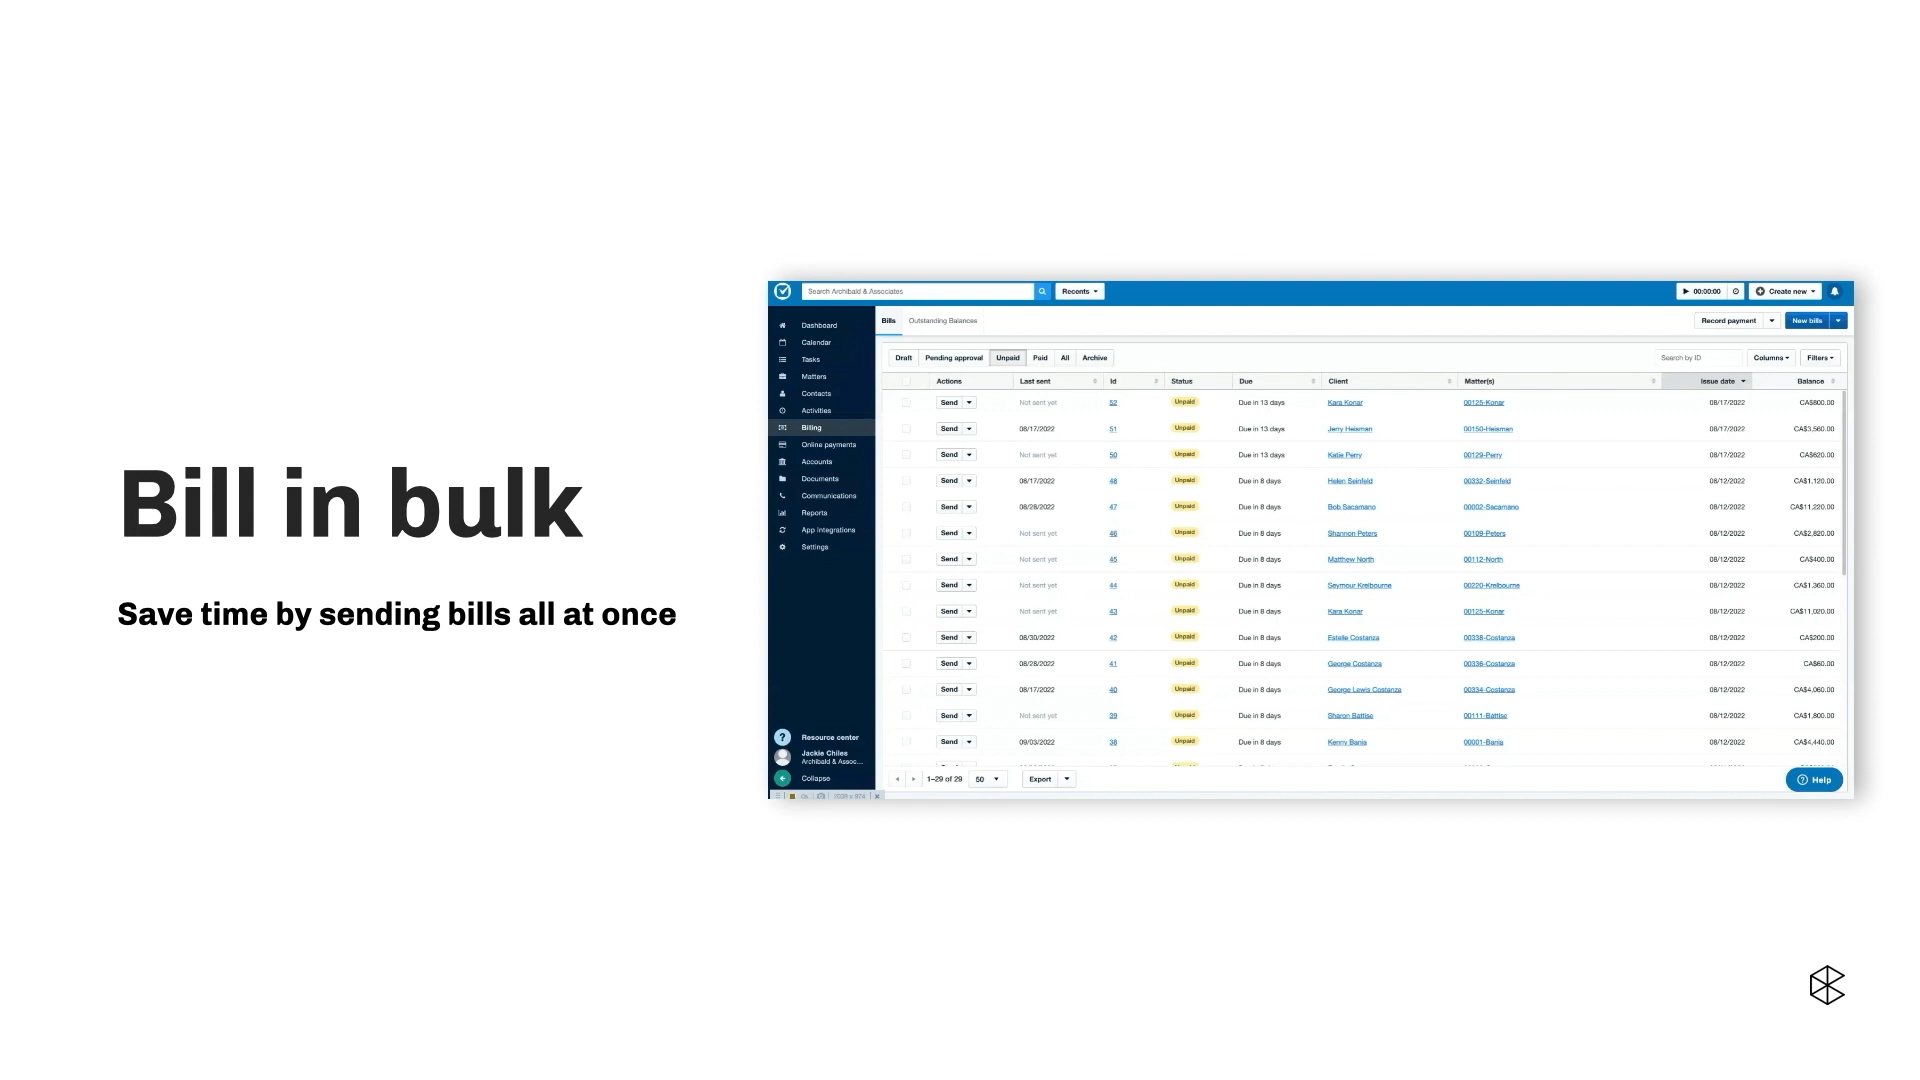 Bill in bulk
Save time by sending bills all at once
Search Archibald & Associates
Recents
00:00:00
Create new
Dashboard
Calendar
Tasks
Matters
Contacts
Activities
Billing
Online payments
Accounts
Documents
Communications
Reports
App Integrations
Settings
Resource center
Jackie Chiles
Archibald & Assoc...
Collapse
Bills Outstanding Balances
Record payment
New bills
Draft Pending approval Unpaid Paid All Archive
Search by ID
Columns
Filters
Actions Last sent Id Status Due Client Matter(s) Issue date Balance
Send Not sent yet 52 Unpaid Due in 13 days Kara Konar 00125-Konar 08/17/2022 CA$800.00
Send 08/17/2022 51 Unpaid Due in 13 days Jerry Heisman 00150-Heisman 08/17/2022 CA$3,560.00
Send Not sent yet 50 Unpaid Due in 13 days Katie Perry 00129-Perry 08/17/2022 CA$620.00
Send 08/17/2022 48 Unpaid Due in 8 days Helen Seinfeld 00332-Seinfeld 08/12/2022 CA$1,120.00
Send 08/28/2022 47 Unpaid Due in 8 days Bob Sacamano 00002-Sacamano 08/12/2022 CA$11,220.00
Send Not sent yet 46 Unpaid Due in 8 days Shannon Peters 00109-Peters 08/12/2022 CA$2,820.00
Send Not sent yet 45 Unpaid Due in 8 days Matthew North 00112-North 08/12/2022 CA$400.00
Send Not sent yet 44 Unpaid Due in 8 days Seymour Krelbourne 00220-Krelbourne 08/12/2022 CA$1,360.00
Send Not sent yet 43 Unpaid Due in 8 days Kara Konar 00125-Konar 08/12/2022 CA$11,020.00
Send 08/30/2022 42 Unpaid Due in 8 days Estelle Costanza 00338-Costanza 08/12/2022 CA$200.00
Send 08/28/2022 41 Unpaid Due in 8 days George Costanza 00336-Costanza 08/12/2022 CA$60.00
Send 08/17/2022 40 Unpaid Due in 8 days George Lewis Costanza 00334-Costanza 08/12/2022 CA$4,060.00
Send Not sent yet 39 Unpaid Due in 8 days Sharon Battise 00111-Battise 08/12/2022 CA$1,800.00
Send 09/03/2022 38 Unpaid Due in 8 days Kenny Bania 00001-Bania 08/12/2022 CA$4,440.00
1–29 of 29 50 Export
Help